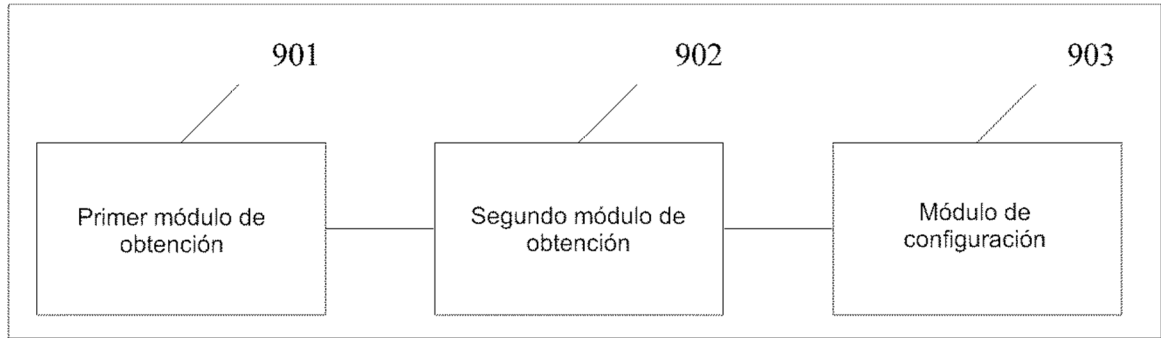 901
902
903
Primer módulo de
obtención
Segundo módulo de
obtención
Módulo de
configuración